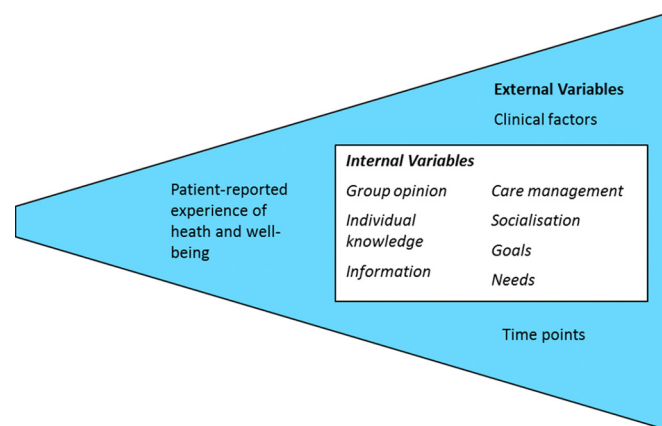 External Variables
Clinical factors
Patient-reported
experience of
heath and well-
being
Internal Variables
Group opinion
Individual
knowledge
Information
Care management
Socialisation
Goals
Needs
Time points